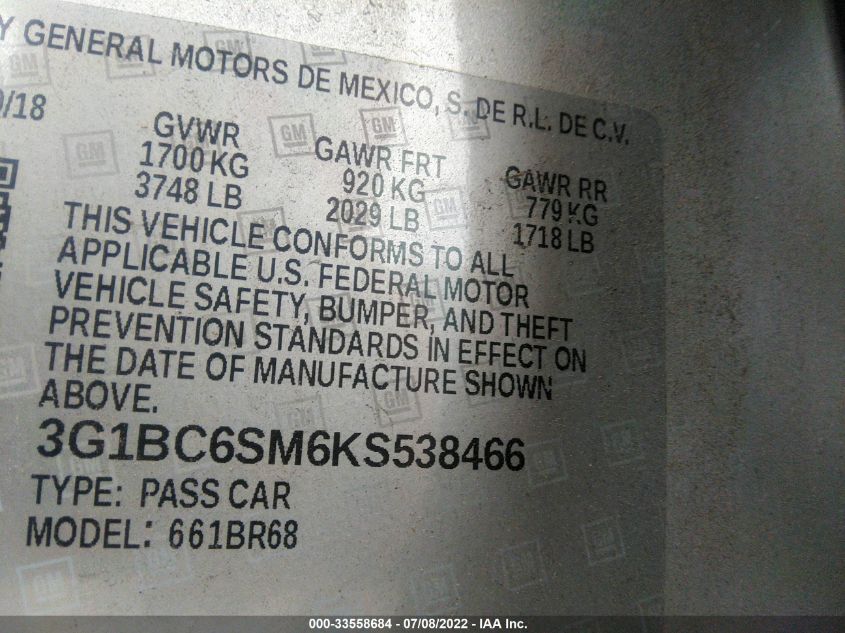 Y GENERAL MOTORS DE MEXICO, S. DE R.L. DE C.V.
0/18
GVWR GAWR FRT GAWR RR
1700 KG 920 KG 779 KG
3748 LB 2029 LB 1718 LB
THIS VEHICLE CONFORMS TO ALL
APPLICABLE U.S. FEDERAL MOTOR
VEHICLE SAFETY, BUMPER, AND THEFT
PREVENTION STANDARDS IN EFFECT ON
THE DATE OF MANUFACTURE SHOWN
ABOVE.
3G1BC6SM6KS538466
TYPE: PASS CAR
MODEL: 661BR68
000-33558684 - 07/08/2022 - IAA Inc.